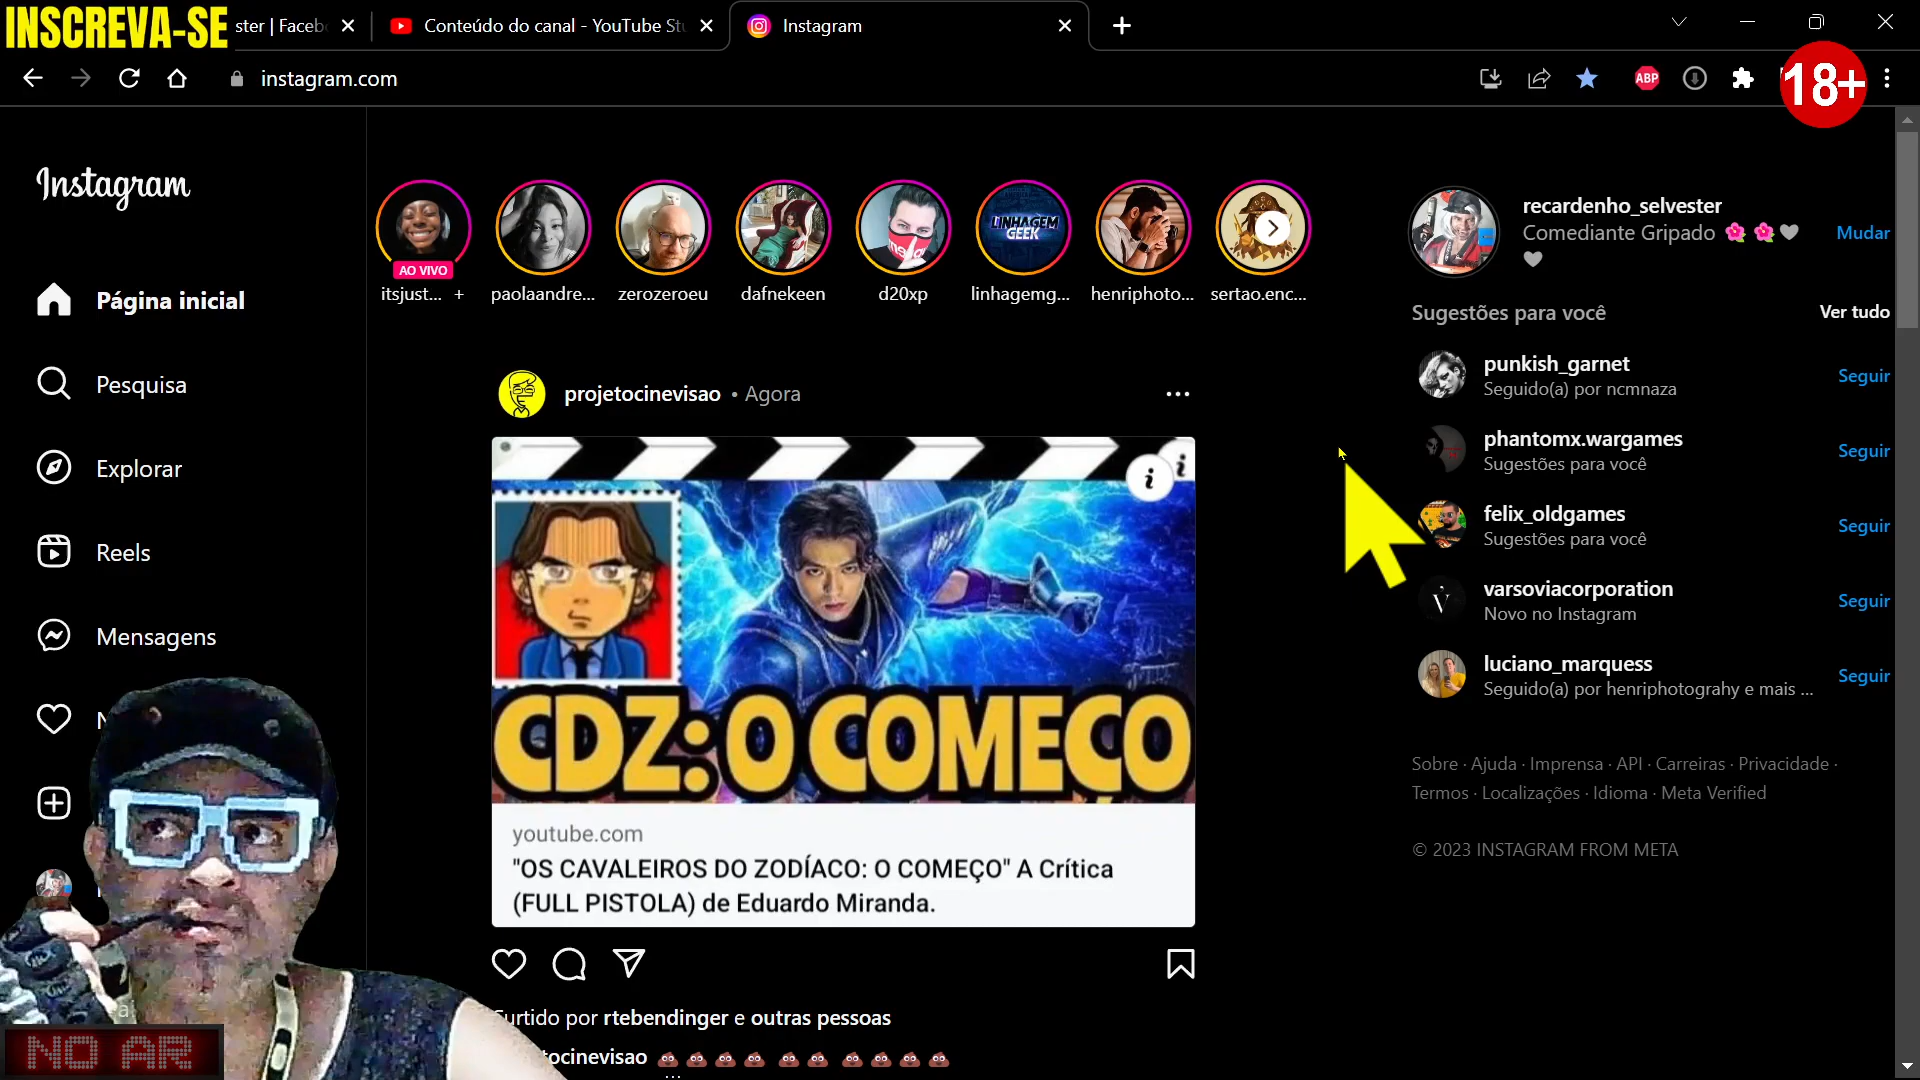 INSCREVA-SE
ster | Faceb
Conteúdo do canal - YouTube Stu
Instagram
instagram.com
ABP
18+
Instagram
AO VIVO
LINHAGEM
GEEK
itsjust... +
paolaandre...
zerozeroeu
dafnekeen
d20xp
linhagemg...
henriphoto...
sertao.enc...
recardenho_selvester
Comediante Gripado 🌺 🌺 🤍
🤍
Mudar
Página inicial
Pesquisa
Explorar
Reels
Mensagens
N
Sugestões para você
Ver tudo
punkish_garnet
Seguido(a) por ncmnaza
Seguir
phantomx.wargames
Sugestões para você
Seguir
felix_oldgames
Sugestões para você
Seguir
varsoviacorporation
Novo no Instagram
Seguir
luciano_marquess
Seguido(a) por henriphotograhy e mais ...
Seguir
Sobre · Ajuda · Imprensa · API · Carreiras · Privacidade ·
Termos · Localizações · Idioma · Meta Verified
© 2023 INSTAGRAM FROM META
projetocinevisao • Agora
CDZ: O COMEÇO
youtube.com
"OS CAVALEIROS DO ZODÍACO: O COMEÇO" A Crítica
(FULL PISTOLA) de Eduardo Miranda.
urtido por rtebendinger e outras pessoas
tocinevisao 💩💩💩💩 💩💩 💩💩💩💩
...
NO AR